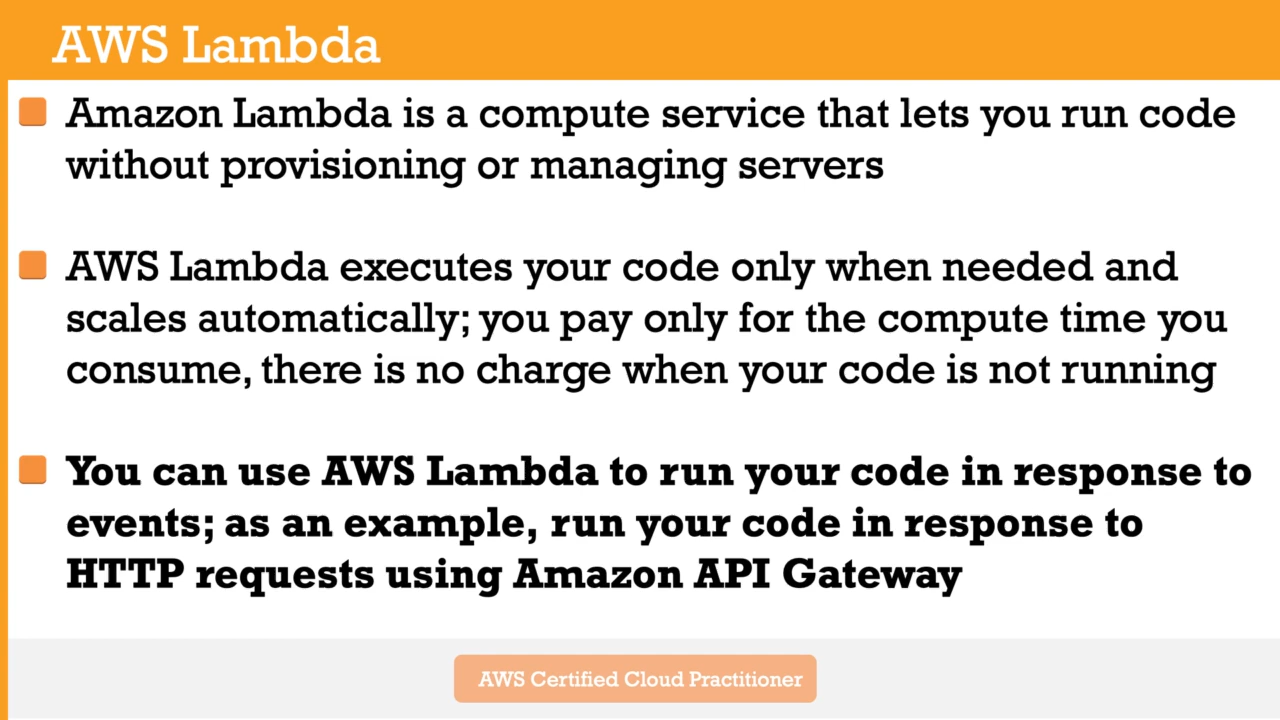 AWS Lambda
Amazon Lambda is a compute service that lets you run code
without provisioning or managing servers
AWS Lambda executes your code only when needed and
scales automatically; you pay only for the compute time you
consume, there is no charge when your code is not running
You can use AWS Lambda to run your code in response to
events; as an example, run your code in response to
HTTP requests using Amazon API Gateway
AWS Certified Cloud Practitioner